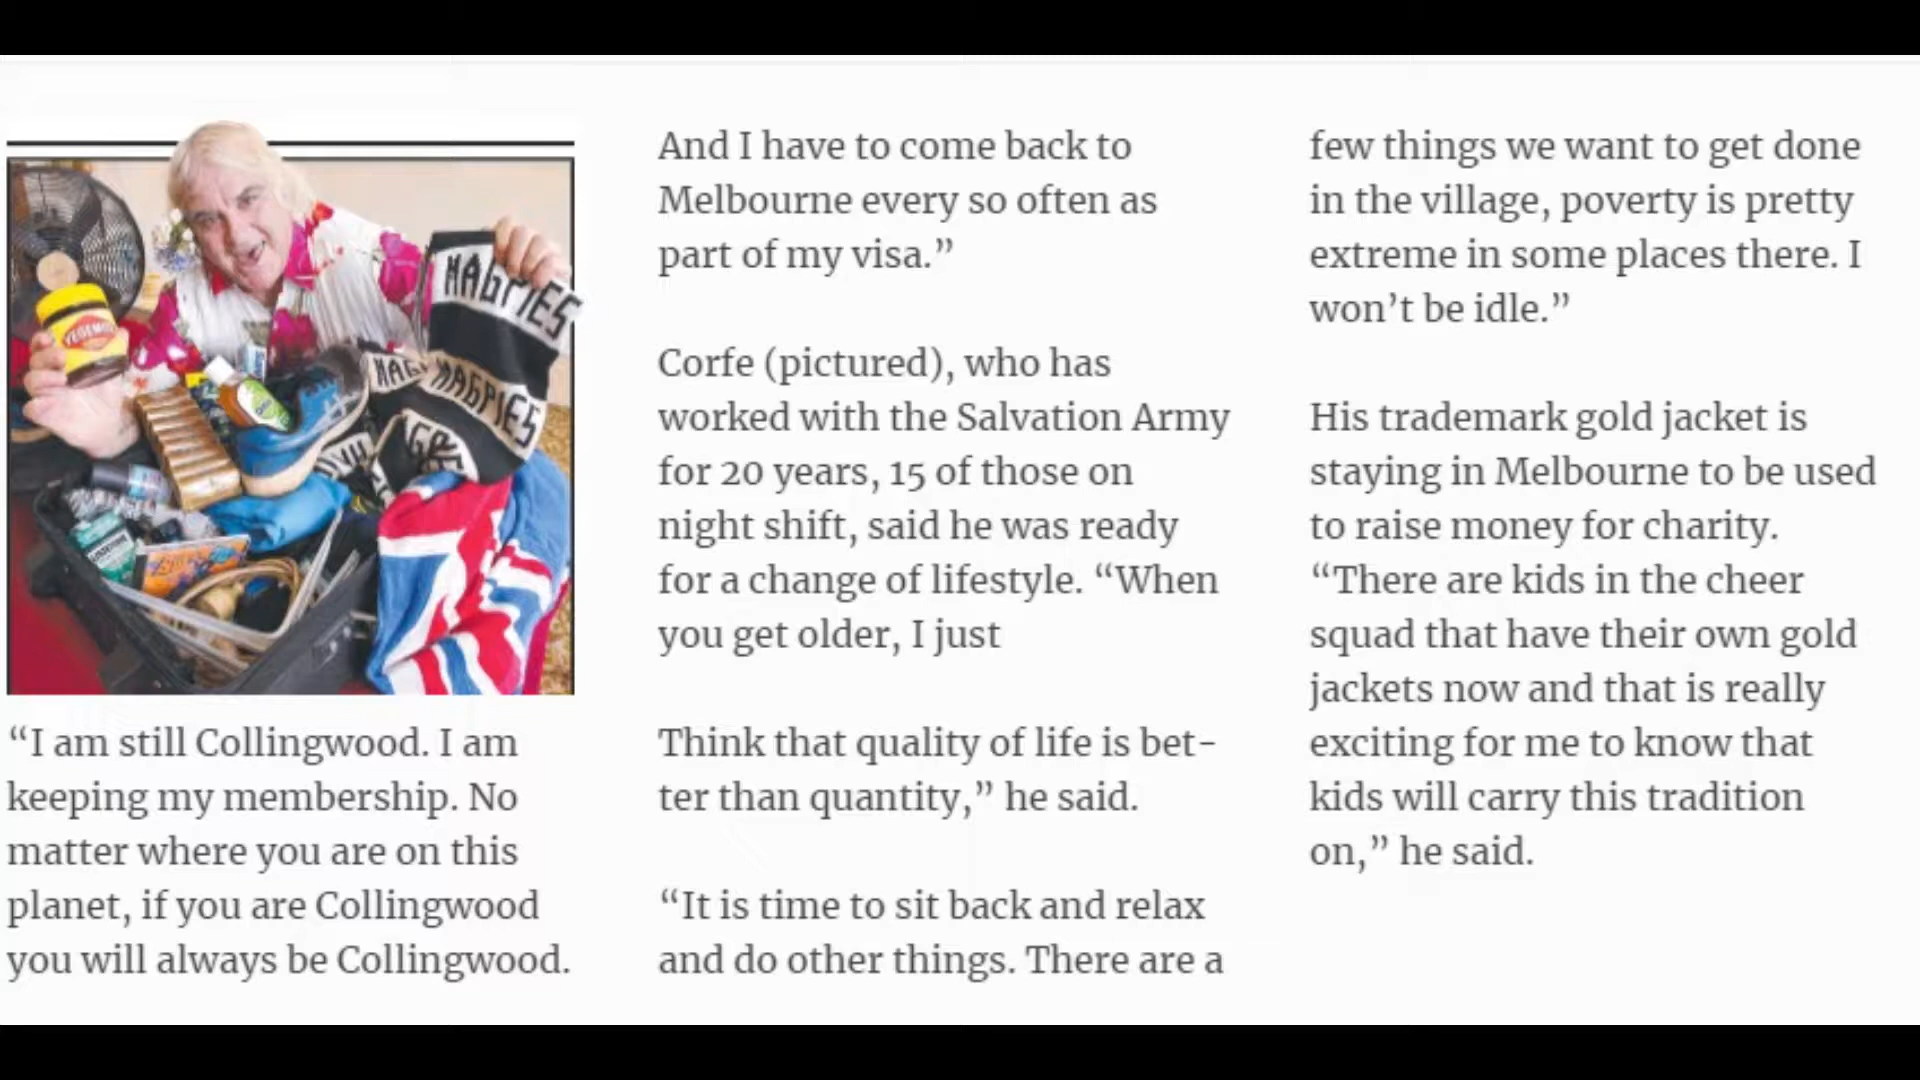 MAGPIES
VEGEMITE
MAGPIES
“I am still Collingwood. I am
keeping my membership. No
matter where you are on this
planet, if you are Collingwood
you will always be Collingwood.
And I have to come back to
Melbourne every so often as
part of my visa.”
Corfe (pictured), who has
worked with the Salvation Army
for 20 years, 15 of those on
night shift, said he was ready
for a change of lifestyle. “When
you get older, I just
Think that quality of life is bet-
ter than quantity,” he said.
“It is time to sit back and relax
and do other things. There are a
few things we want to get done
in the village, poverty is pretty
extreme in some places there. I
won’t be idle.”
His trademark gold jacket is
staying in Melbourne to be used
to raise money for charity.
“There are kids in the cheer
squad that have their own gold
jackets now and that is really
exciting for me to know that
kids will carry this tradition
on,” he said.